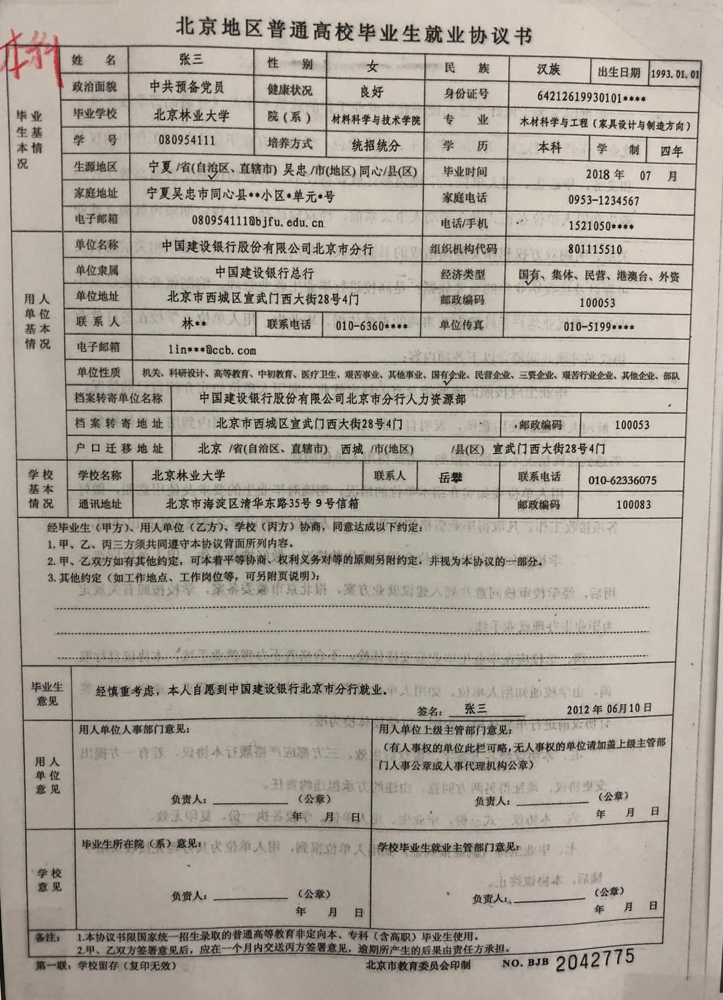 北京地区普通高校毕业生就业协议书
本科
毕业生基本情况
姓 名 张三 性 别 女 民 族 汉族 出生日期 1993.01.01
政治面貌 中共预备党员 健康状况 良好 身份证号 64212619930101****
毕业学校 北京林业大学 院(系) 材料科学与技术学院 专 业 木材科学与工程(家具设计与制造方向)
学 号 080954111 培养方式 统招统分 学 历 本科 学 制 四年
生源地区 宁夏 /省(自治区、直辖市) 吴忠 /市(地区) 同心/县(区) 毕业时间 2018 年 07 月
家庭地址 宁夏吴忠市同心县**小区*单元*号 家庭电话 0953-1234567
电子邮箱 080954111@bjfu.edu.cn 电话/手机 1521050****
用人单位基本情况
单位名称 中国建设银行股份有限公司北京市分行 组织机构代码 801115510
单位隶属 中国建设银行总行 经济类型 国有、集体、民营、港澳台、外资
单位地址 北京市西城区宣武门西大街28号4门 邮政编码 100053
联 系 人 林** 联系电话 010-6360**** 单位传真 010-5199****
电子邮箱 lin***@ccb.com
单位性质 机关、科研设计、高等教育、中初教育、医疗卫生、艰苦事业、其他事业、国有企业、民营企业、三资企业、艰苦行业企业、其他企业、部队
档案转寄单位名称 中国建设银行股份有限公司北京市分行人力资源部
档案转寄地址 北京市西城区宣武门西大街28号4门 邮政编码 100053
户口迁移地址 北京 /省(自治区、直辖市) 西城 /市(地区) /县(区) 宣武门西大街28号4门
学校基本情况
学校名称 北京林业大学 联系人 岳攀 联系电话 010-62336075
通讯地址 北京市海淀区清华东路35号 9号信箱 邮政编码 100083
经毕业生（甲方）、用人单位（乙方）、学校（丙方）协商，同意达成以下约定：
1. 甲、乙、丙三方须共同遵守本协议背面所列内容。
2. 甲、乙双方如有其他约定，可本着平等协商、权利义务对等的原则另附约定，并视为本协议的一部分。
3. 其他约定（如工作地点、工作岗位等，可另附页说明）：
毕业生意见
经慎重考虑，本人自愿到中国建设银行北京市分行就业。
签名： 张三 2012 年 06月10 日
用人单位意见
用人单位人事部门意见： 用人单位上级主管部门意见：
（有人事权的单位此栏可略，无人事权的单位请加盖上级主管部
门人事公章或人事代理机构公章）
负责人： （公章） 负责人： （公章）
年 月 日 年 月 日
学校意见
毕业生所在院（系）意见： 学校毕业生就业主管部门意见：
负责人： （公章） 负责人： （公章）
年 月 日 年 月 日
备注： 1.本协议书限国家统一招生录取的普通高等教育非定向本、专科（含高职）毕业生使用。
2.甲、乙双方签署意见后，应在一个月内交送丙方签署意见，逾期所产生的后果由责任方承担。
第一联：学校留存（复印无效） 北京市教育委员会印制 NO. BJB 2042775